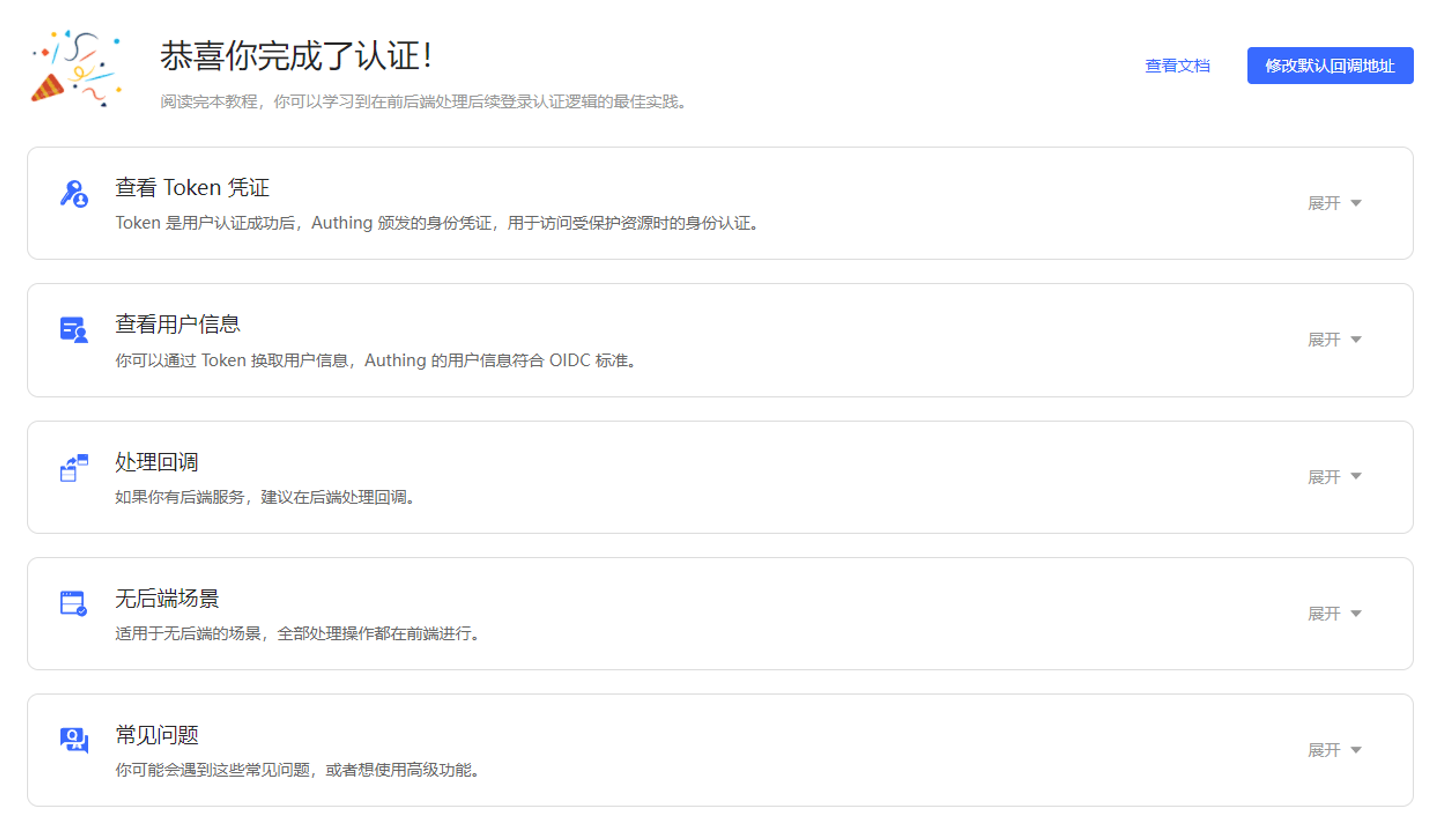 恭喜你完成了认证！
阅读完本教程，你可以学习到在前后端处理后续登录认证逻辑的最佳实践。
查看文档
修改默认回调地址
查看 Token 凭证
Token 是用户认证成功后，Authing 颁发的身份凭证，用于访问受保护资源时的身份认证。
展开
查看用户信息
你可以通过 Token 换取用户信息，Authing 的用户信息符合 OIDC 标准。
展开
处理回调
如果你有后端服务，建议在后端处理回调。
展开
无后端场景
适用于无后端的场景，全部处理操作都在前端进行。
展开
常见问题
你可能会遇到这些常见问题，或者想使用高级功能。
展开